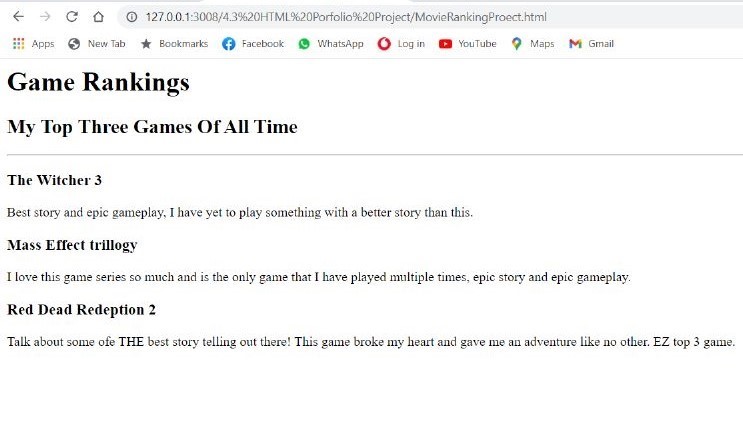 127.0.0.1:3008/4.3%20HTML%20Porfolio%20Project/MovieRankingProect.html
Apps New Tab Bookmarks Facebook WhatsApp Log in YouTube Maps Gmail
Game Rankings
My Top Three Games Of All Time
The Witcher 3
Best story and epic gameplay, I have yet to play something with a better story than this.
Mass Effect trillogy
I love this game series so much and is the only game that I have played multiple times, epic story and epic gameplay.
Red Dead Redeption 2
Talk about some ofe THE best story telling out there! This game broke my heart and gave me an adventure like no other. EZ top 3 game.